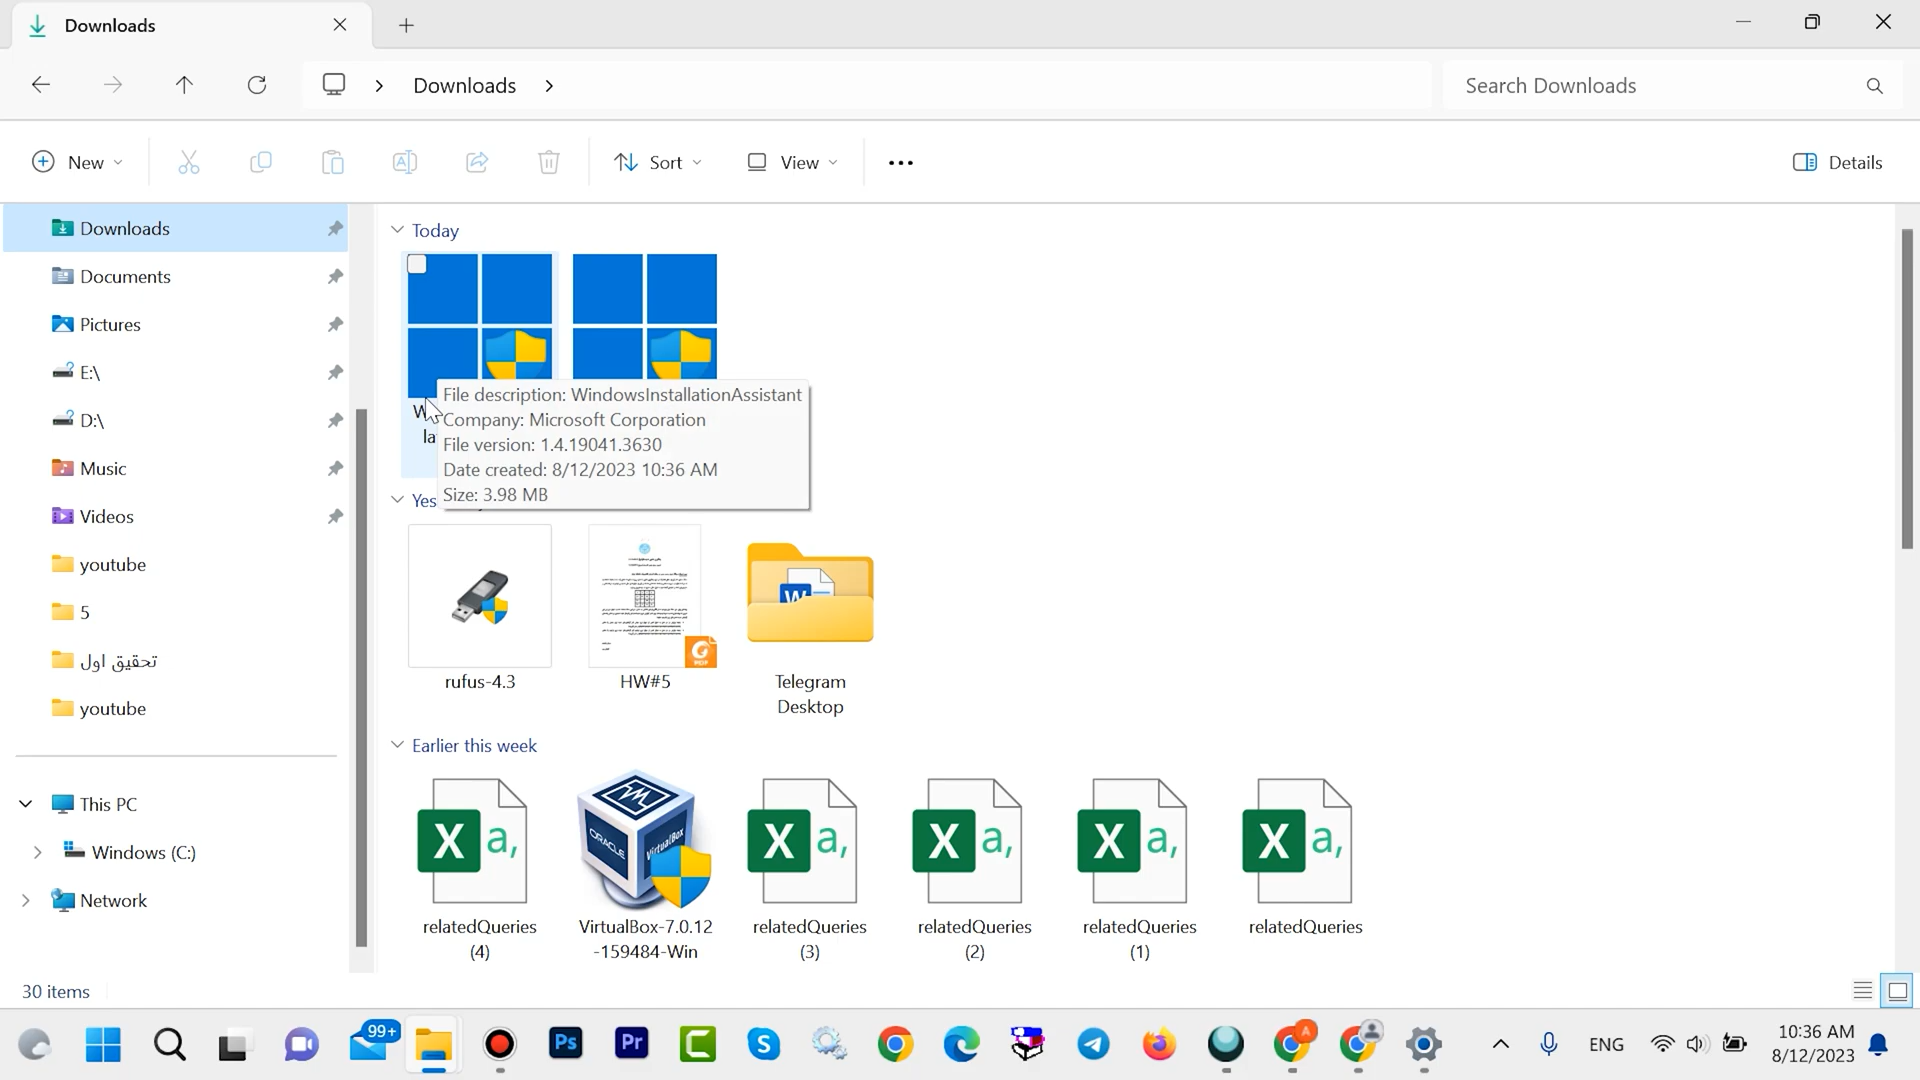 Downloads
Downloads
Search Downloads
New
Sort
View
Details
Downloads
Documents
Pictures
E:\
D:\
Music
Videos
youtube
5
تحقیق اول
youtube
This PC
Windows (C:)
Network
Today
File description: WindowsInstallationAssistant
Company: Microsoft Corporation
File version: 1.4.19041.3630
Date created: 8/12/2023 10:36 AM
Size: 3.98 MB
rufus-4.3
HW#5
Telegram
Desktop
Earlier this week
relatedQueries
(4)
ORACLE
VirtualBox
VirtualBox-7.0.12
-159484-Win
relatedQueries
(3)
relatedQueries
(2)
relatedQueries
(1)
relatedQueries
30 items
99+
Ps
Pr
A
ENG
10:36 AM
8/12/2023